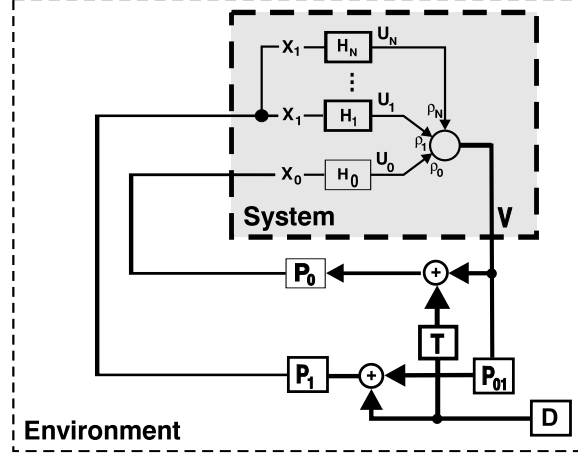 X1 HN UN
ρN
X1 H1 U1
ρ1
X0 H0 U0
ρ0
System V
P0 +
T
P1 + P01
D
Environment